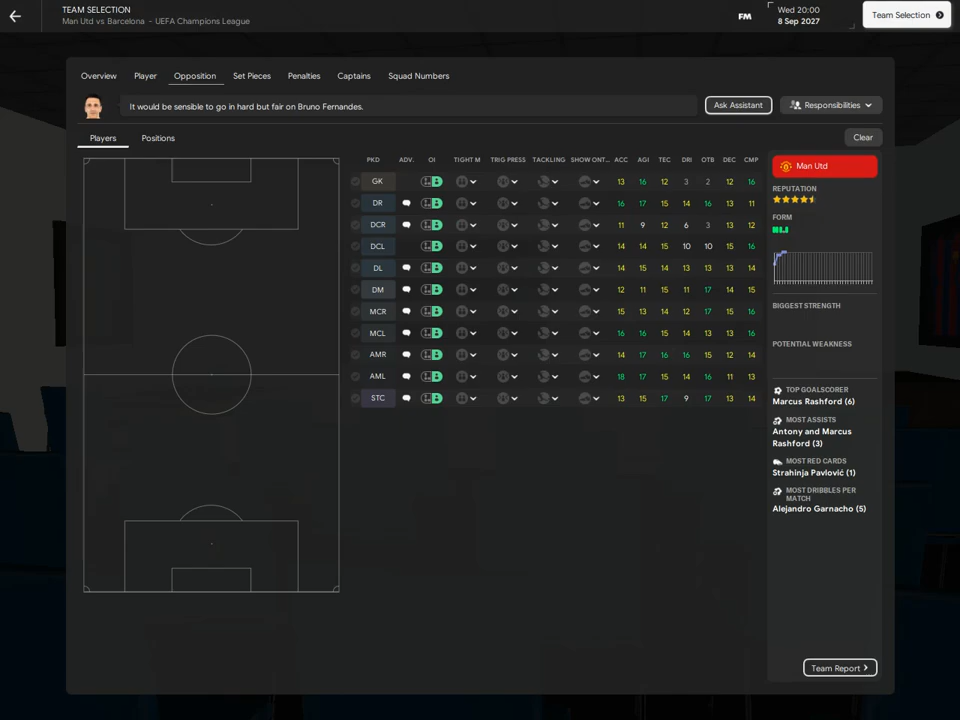 TEAM SELECTION
Man Utd vs Barcelona - UEFA Champions League
FM
Wed 20:00
8 Sep 2027
Team Selection
Overview Player Opposition Set Pieces Penalties Captains Squad Numbers
It would be sensible to go in hard but fair on Bruno Fernandes.
Ask Assistant
Responsibilities
Players Positions
Clear
PKD ADV. OI TIGHT M TRIG PRESS TACKLING SHOW ONT... ACC AGI TEC DRI OTB DEC CMP
GK 13 16 12 3 2 12 16
DR 16 17 15 14 16 13 11
DCR 11 9 12 6 3 13 12
DCL 14 14 15 10 10 15 16
DL 14 15 14 13 13 13 14
DM 12 11 15 11 17 14 15
MCR 15 13 14 12 17 15 16
MCL 16 16 15 14 13 13 16
AMR 14 17 16 16 15 12 14
AML 18 17 15 14 16 11 13
STC 13 15 17 9 17 13 14
Man Utd
REPUTATION
FORM
BIGGEST STRENGTH
POTENTIAL WEAKNESS
TOP GOALSCORER
Marcus Rashford (6)
MOST ASSISTS
Antony and Marcus
Rashford (3)
MOST RED CARDS
Strahinja Pavlović (1)
MOST DRIBBLES PER
MATCH
Alejandro Garnacho (5)
Team Report